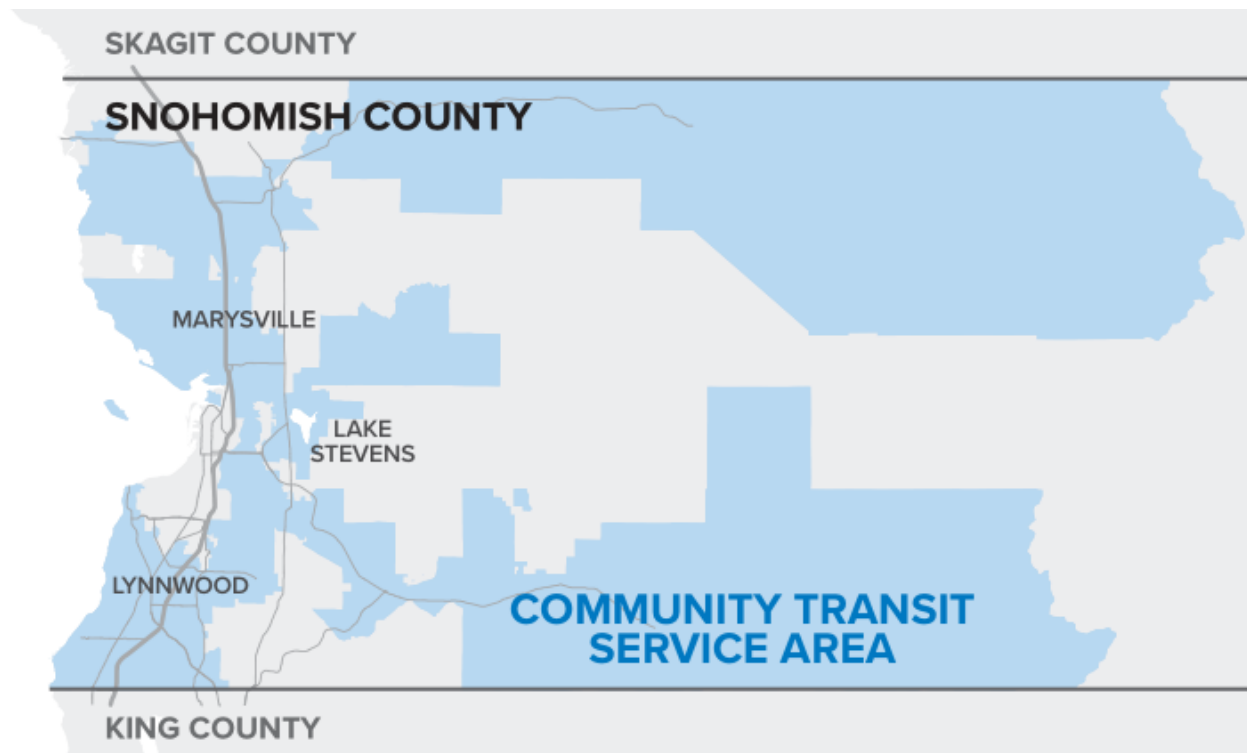 SKAGIT COUNTY
SNOHOMISH COUNTY
MARYSVILLE
LAKE
STEVENS
LYNNWOOD
COMMUNITY TRANSIT
SERVICE AREA
KING COUNTY